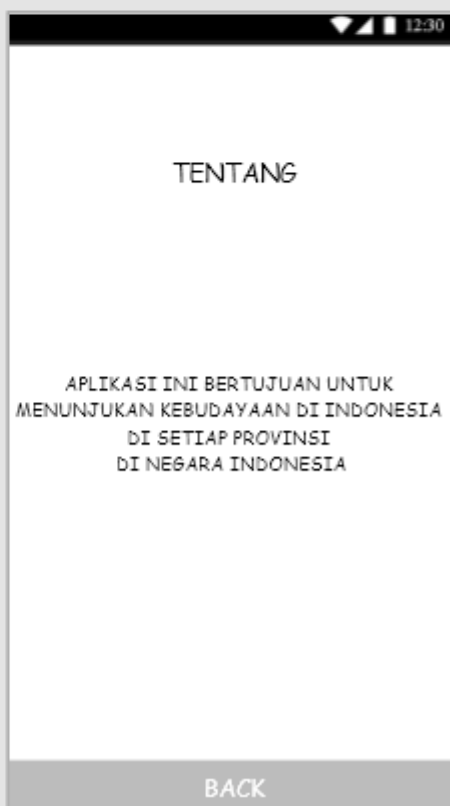 12:30
TENTANG
APLIKASI INI BERTUJUAN UNTUK
MENUNJUKAN KEBUDAYAAN DI INDONESIA
DI SETIAP PROVINSI
DI NEGARA INDONESIA
BACK